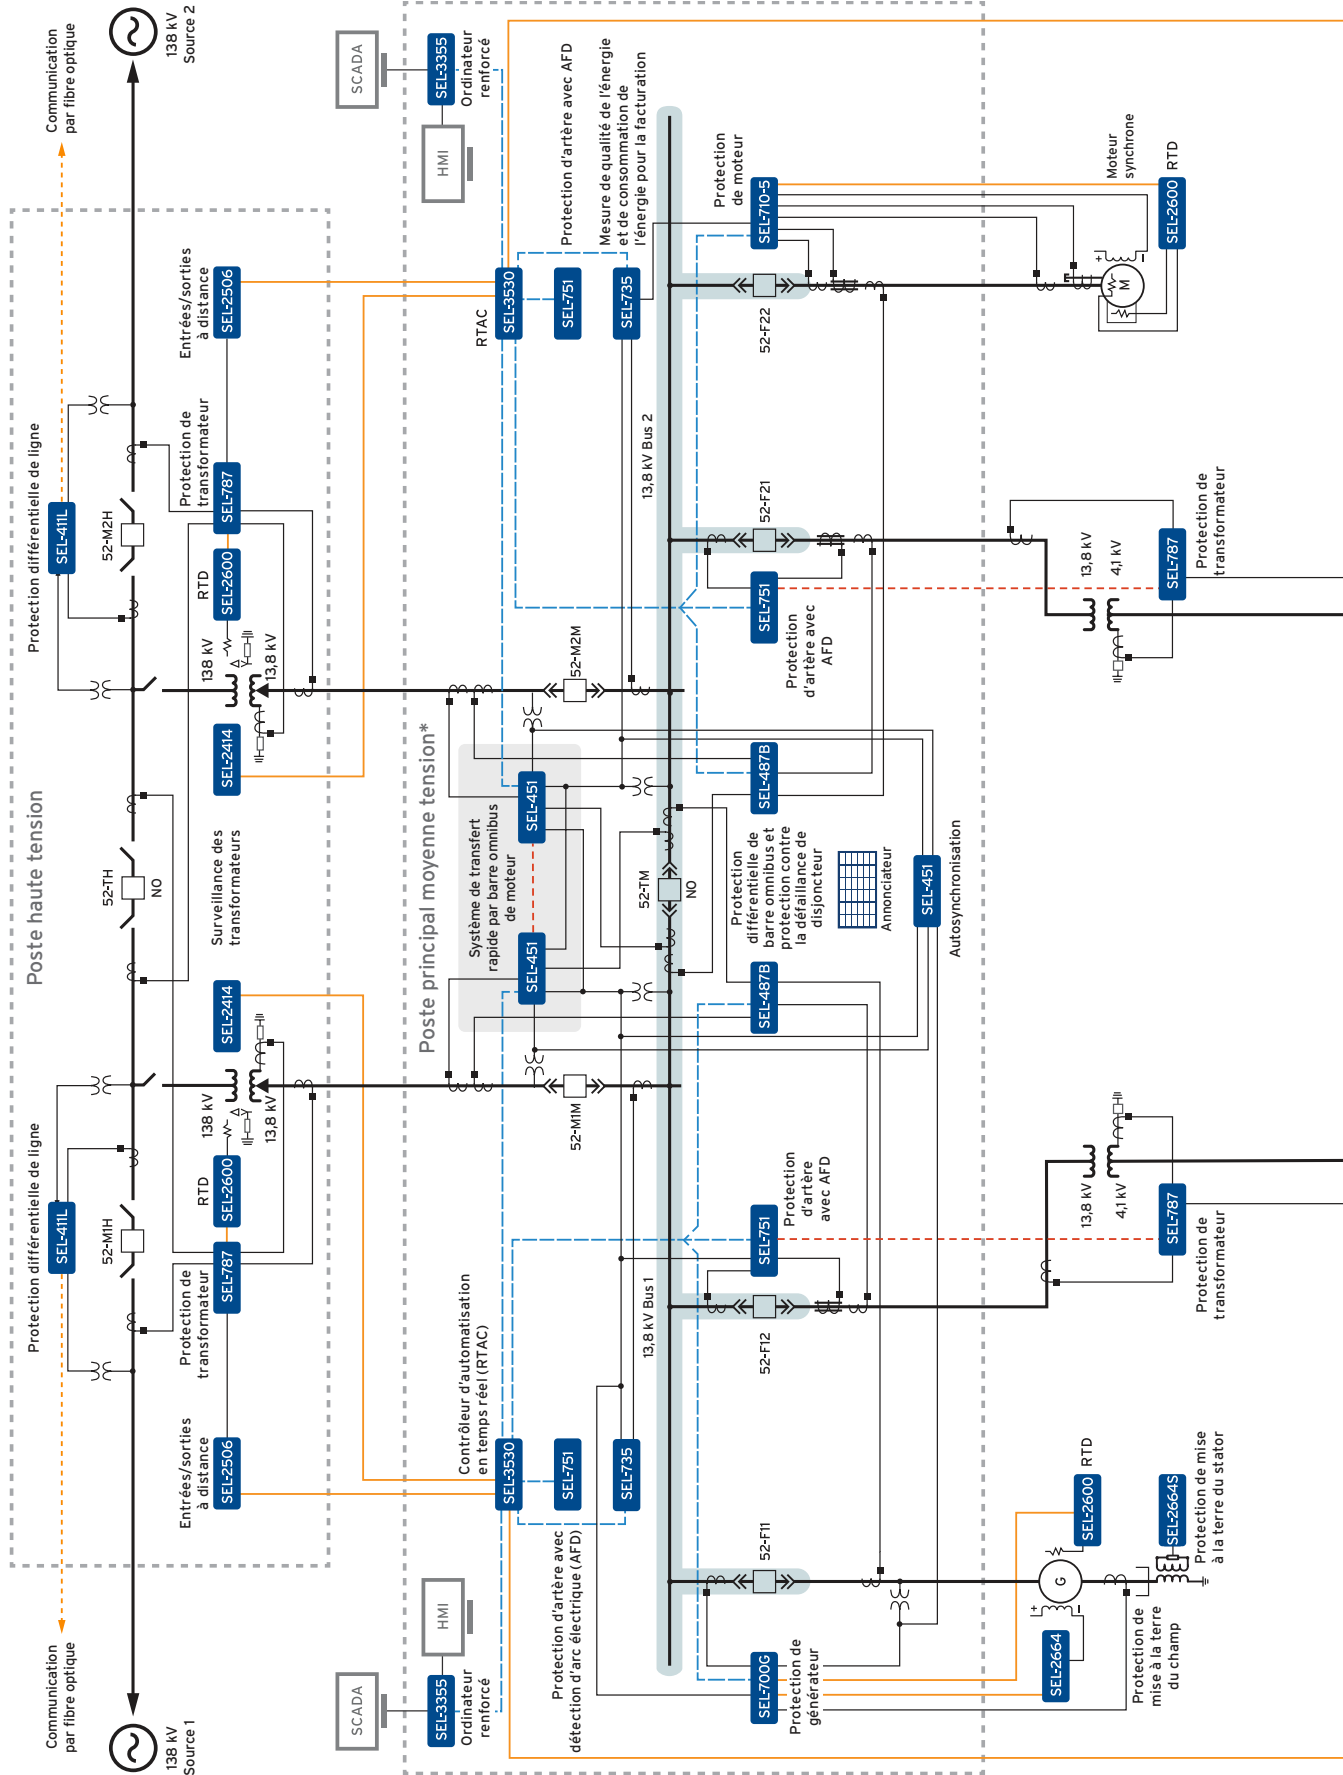 138 kV
Source 1
Communication
par fibre optique
Communication
par fibre optique
138 kV
Source 2
Poste haute tension
Protection différentielle de ligne
SEL-411L
52-M1H
Entrées/sorties
à distance
SEL-2506
Protection de
transformateur
SEL-787
RTD
SEL-2600
138 kV
13,8 kV
SEL-2414
Surveillance des
transformateurs
52-TH
NO
SEL-2414
138 kV
13,8 kV
RTD
SEL-2600
Protection différentielle de ligne
SEL-411L
52-M2H
Protection de
transformateur
SEL-787
Entrées/sorties
à distance
SEL-2506
SCADA
HMI
SEL-3355
Ordinateur
renforcé
SCADA
HMI
SEL-3355
Ordinateur
renforcé
Poste principal moyenne tension*
Contrôleur d'automatisation
en temps réel (RTAC)
SEL-3530
SEL-751
SEL-735
Protection d'artère avec
détection d'arc électrique (AFD)
Système de transfert
rapide par barre omnibus
de moteur
SEL-451
SEL-451
52-M1M
52-M2M
RTAC
SEL-3530
SEL-751
SEL-735
Protection d'artère avec AFD
Mesure de qualité de l'énergie
et de consommation de
l'énergie pour la facturation
13,8 kV Bus 1
52-TM
NO
13,8 kV Bus 2
SEL-700G
Protection de
générateur
52-F11
52-F12
SEL-751
Protection
d'artère
avec AFD
SEL-487B
Protection
différentielle de
barre omnibus et
protection contre
la défaillance de
disjoncteur
SEL-487B
Annonciateur
SEL-451
Autosynchronisation
SEL-751
Protection
d'artère avec
AFD
52-F21
52-F22
Protection
de moteur
SEL-710-5
SEL-2664
Protection de
mise à la terre
du champ
G
+
–
SEL-2600
RTD
SEL-2664S
Protection de mise
à la terre du stator
13,8 kV
4,1 kV
SEL-787
Protection de
transformateur
13,8 kV
4,1 kV
SEL-787
Protection de
transformateur
M
+
–
Moteur
synchrone
SEL-2600
RTD